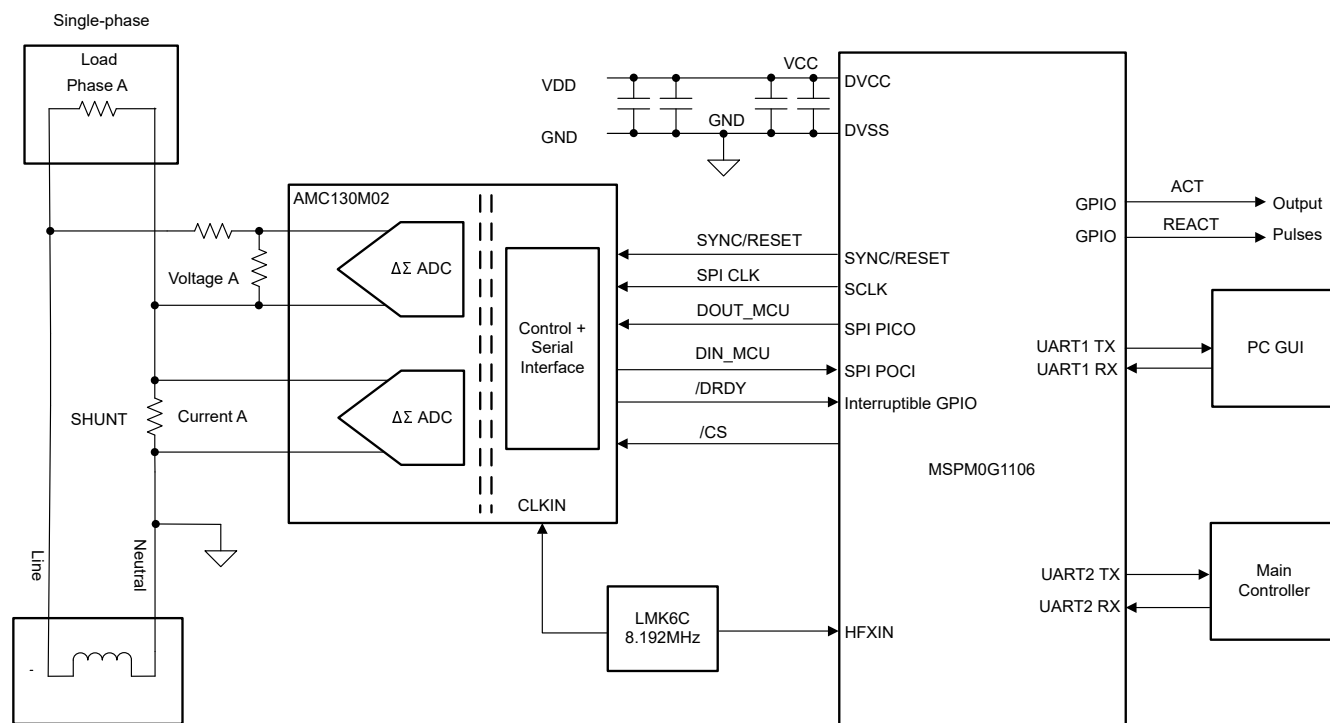 Single-phase
Load
Phase A
Voltage A
SHUNT
Current A
Line
Neutral
-
AMC130M02
ΔΣ ADC
ΔΣ ADC
Control +
Serial
Interface
CLKIN
VDD
GND
VCC
GND
DVCC
DVSS
SYNC/RESET
SPI CLK
DOUT_MCU
DIN_MCU
/DRDY
/CS
SYNC/RESET
SCLK
SPI PICO
SPI POCI
Interruptible GPIO
MSPM0G1106
LMK6C
8.192MHz
HFXIN
GPIO
GPIO
ACT
REACT
Output
Pulses
UART1 TX
UART1 RX
PC GUI
UART2 TX
UART2 RX
Main
Controller